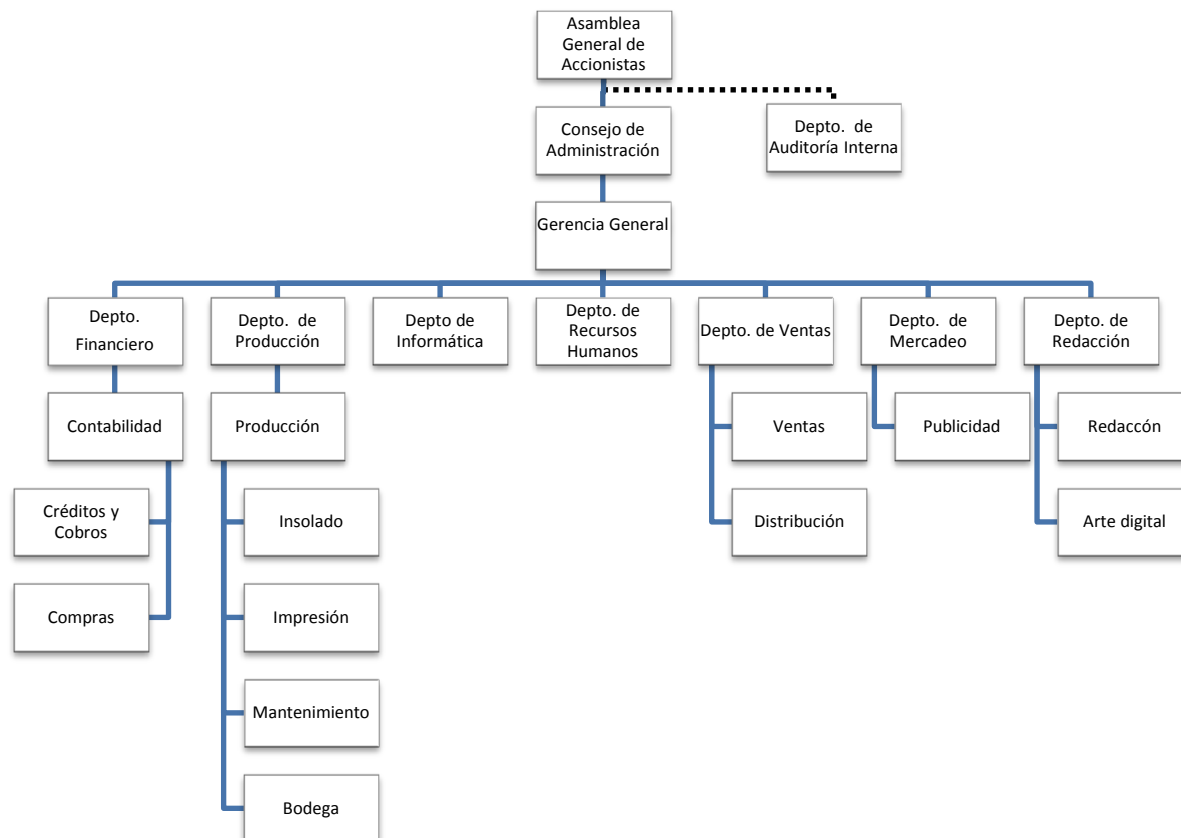 Asamblea
General de
Accionistas
Consejo de
Administración
Depto. de
Auditoría Interna
Gerencia General
Depto.
Financiero
Depto. de
Producción
Depto de
Informática
Depto. de
Recursos
Humanos
Depto. de Ventas
Depto. de
Mercadeo
Depto. de
Redacción
Contabilidad
Producción
Ventas
Publicidad
Redaccón
Créditos y
Cobros
Insolado
Distribución
Arte digital
Compras
Impresión
Mantenimiento
Bodega